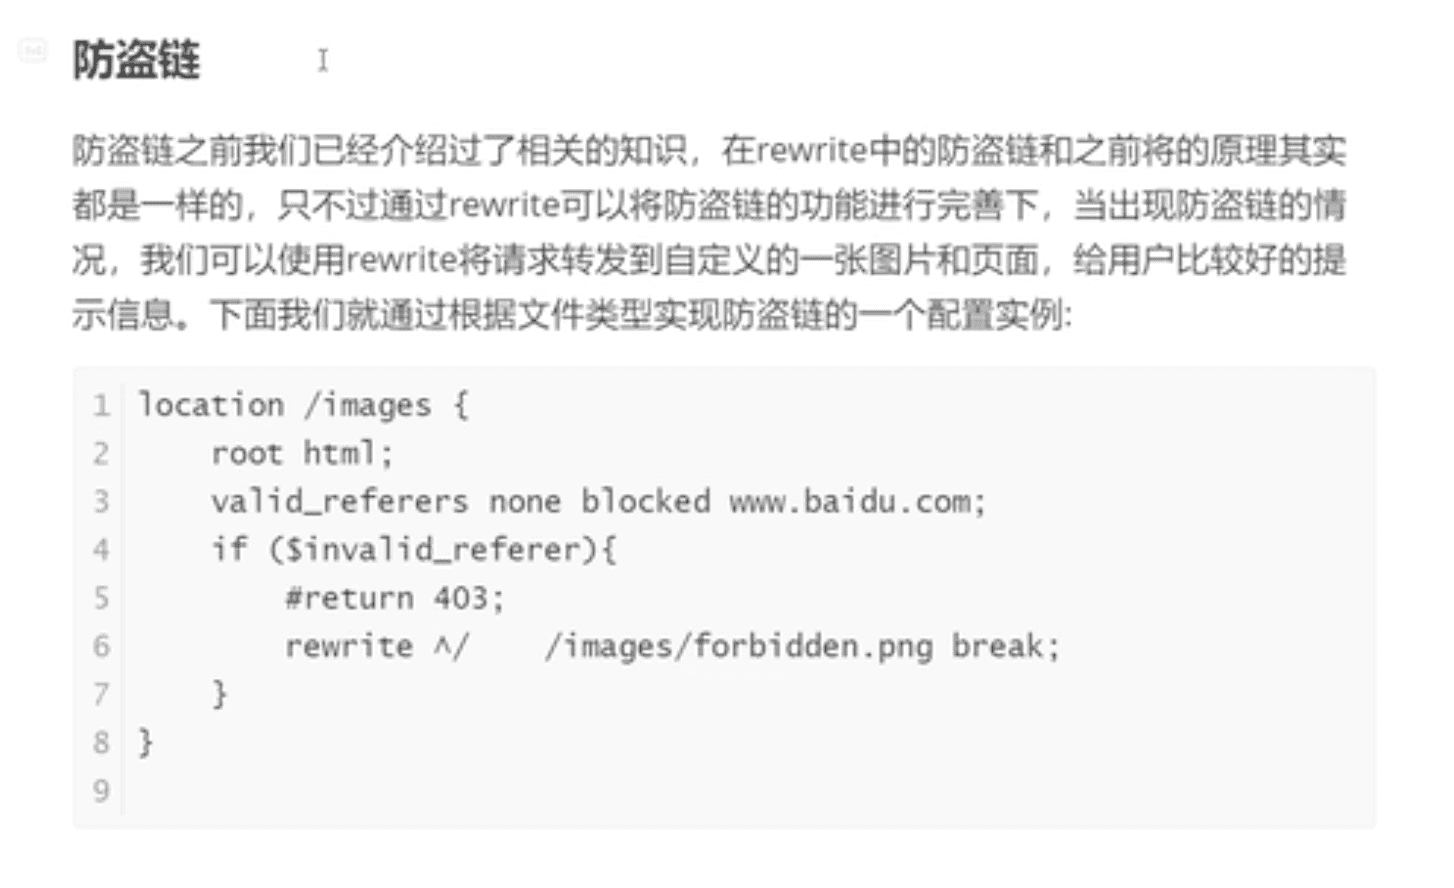 防盗链
防盗链之前我们已经介绍过了相关的知识，在rewrite中的防盗链和之前将的原理其实
都是一样的，只不过通过rewrite可以将防盗链的功能进行完善下，当出现防盗链的情
况，我们可以使用rewrite将请求转发到自定义的一张图片和页面，给用户比较好的提
示信息。下面我们就通过根据文件类型实现防盗链的一个配置实例:
1 location /images {
2     root html;
3     valid_referers none blocked www.baidu.com;
4     if ($invalid_referer){
5         #return 403;
6         rewrite ^/    /images/forbidden.png break;
7     }
8 }
9